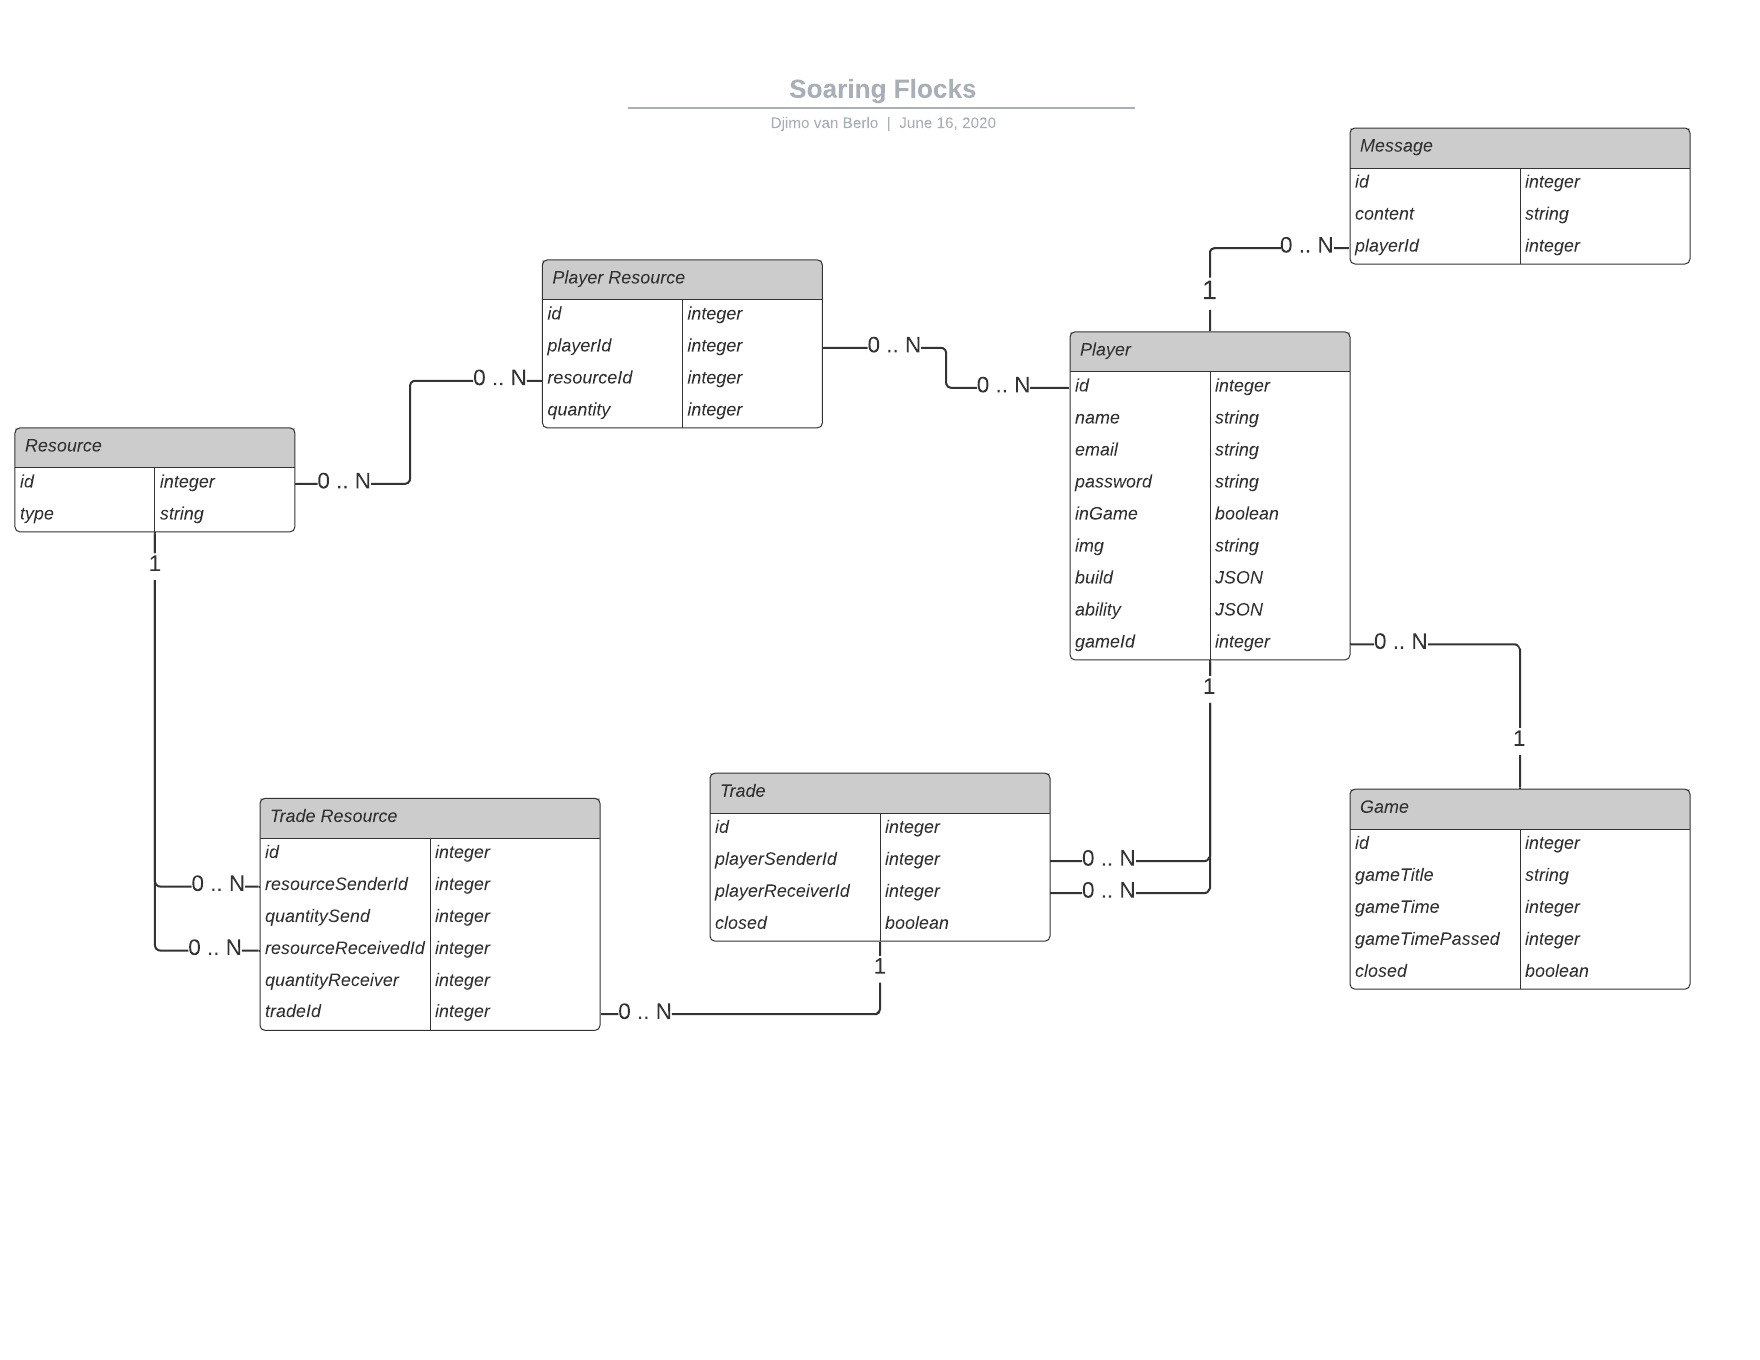 Soaring Flocks
Djimo van Berlo | June 16, 2020
Message
id integer
content string
playerId integer
0 .. N
1
Player Resource
id integer
playerId integer
resourceId integer
quantity integer
0 .. N
0 .. N
0 .. N
Player
id integer
name string
email string
password string
inGame boolean
img string
build JSON
ability JSON
gameId integer
Resource
id integer
type string
0 .. N
1
0 .. N
1
1
Trade Resource
id integer
resourceSenderId integer
quantitySend integer
resourceReceivedId integer
quantityReceiver integer
tradeId integer
0 .. N
0 .. N
0 .. N
Trade
id integer
playerSenderId integer
playerReceiverId integer
closed boolean
0 .. N
0 .. N
1
Game
id integer
gameTitle string
gameTime integer
gameTimePassed integer
closed boolean